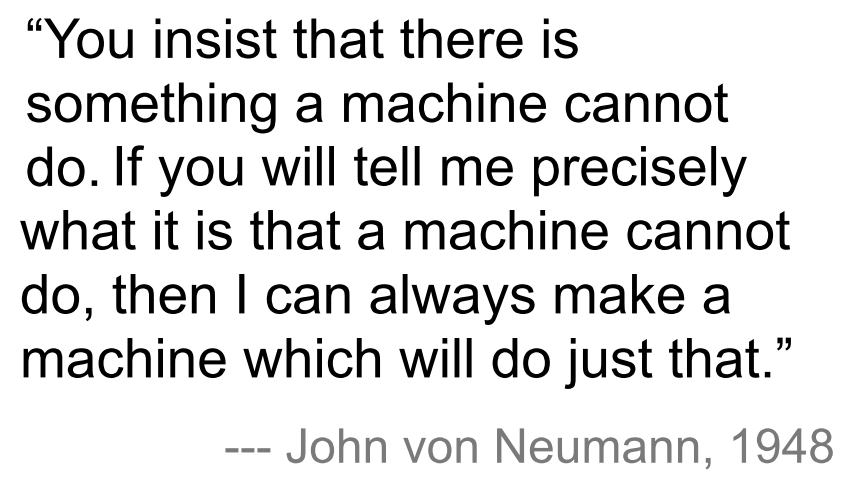 “You insist that there is
something a machine cannot
do. If you will tell me precisely
what it is that a machine cannot
do, then I can always make a
machine which will do just that.”
--- John von Neumann, 1948